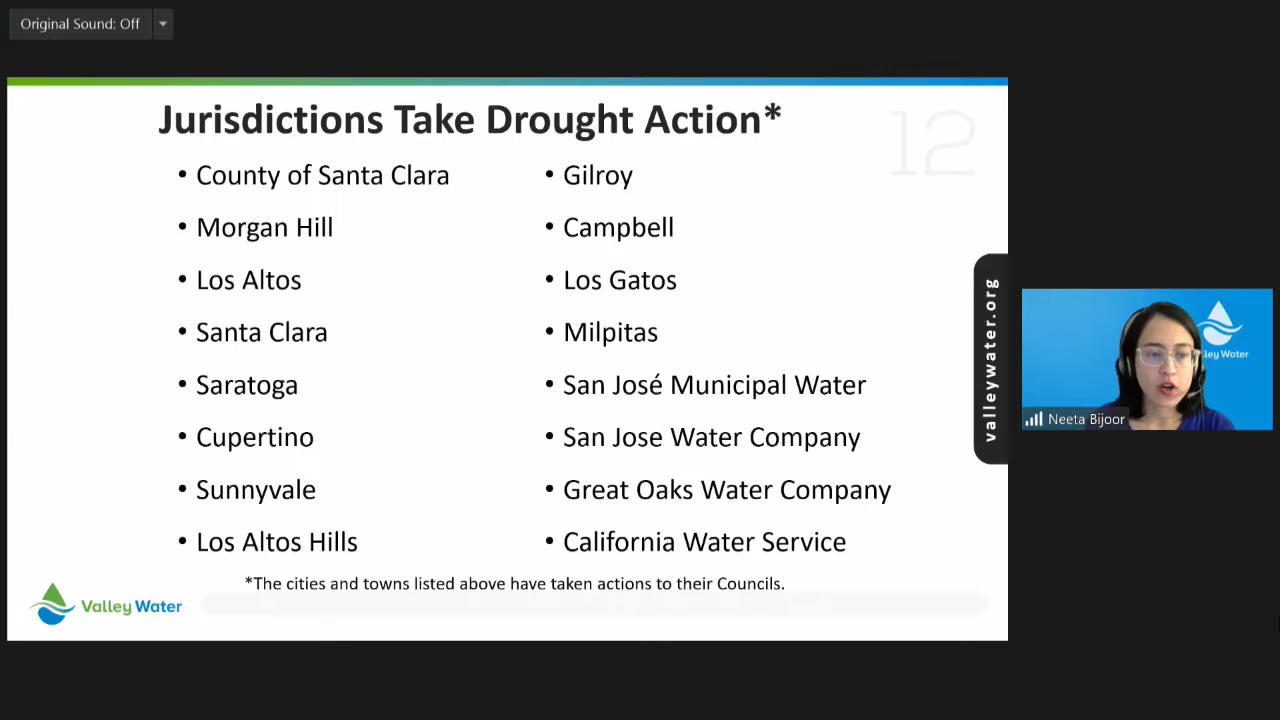 Original Sound: Off
Jurisdictions Take Drought Action*
12
• County of Santa Clara
• Morgan Hill
• Los Altos
• Santa Clara
• Saratoga
• Cupertino
• Sunnyvale
• Los Altos Hills
• Gilroy
• Campbell
• Los Gatos
• Milpitas
• San José Municipal Water
• San Jose Water Company
• Great Oaks Water Company
• California Water Service
*The cities and towns listed above have taken actions to their Councils.
Valley Water
valleywater.org
lley Water
Neeta Bijoor